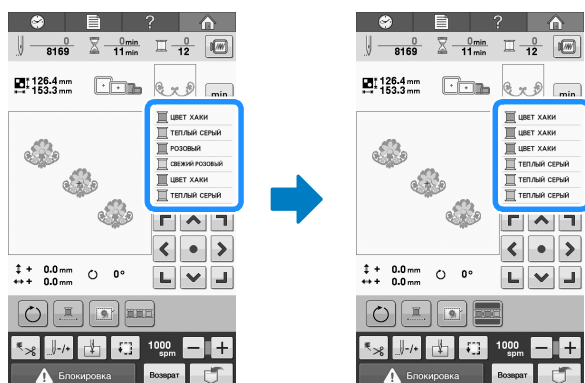 ?
0
8169
0 min
11 min
0
12
126.4 mm
153.3 mm
min
ЦВЕТ ХАКИ
ТЕПЛЫЙ СЕРЫЙ
РОЗОВЫЙ
СВЕЖИЙ РОЗОВЫЙ
ЦВЕТ ХАКИ
ТЕПЛЫЙ СЕРЫЙ
+ 0.0 mm
+ 0.0 mm
0°
1000
spm
Блокировка
Возврат
?
0
8169
0 min
11 min
0
12
126.4 mm
153.3 mm
min
ЦВЕТ ХАКИ
ЦВЕТ ХАКИ
ЦВЕТ ХАКИ
ТЕПЛЫЙ СЕРЫЙ
ТЕПЛЫЙ СЕРЫЙ
ТЕПЛЫЙ СЕРЫЙ
+ 0.0 mm
+ 0.0 mm
0°
1000
spm
Блокировка
Возврат